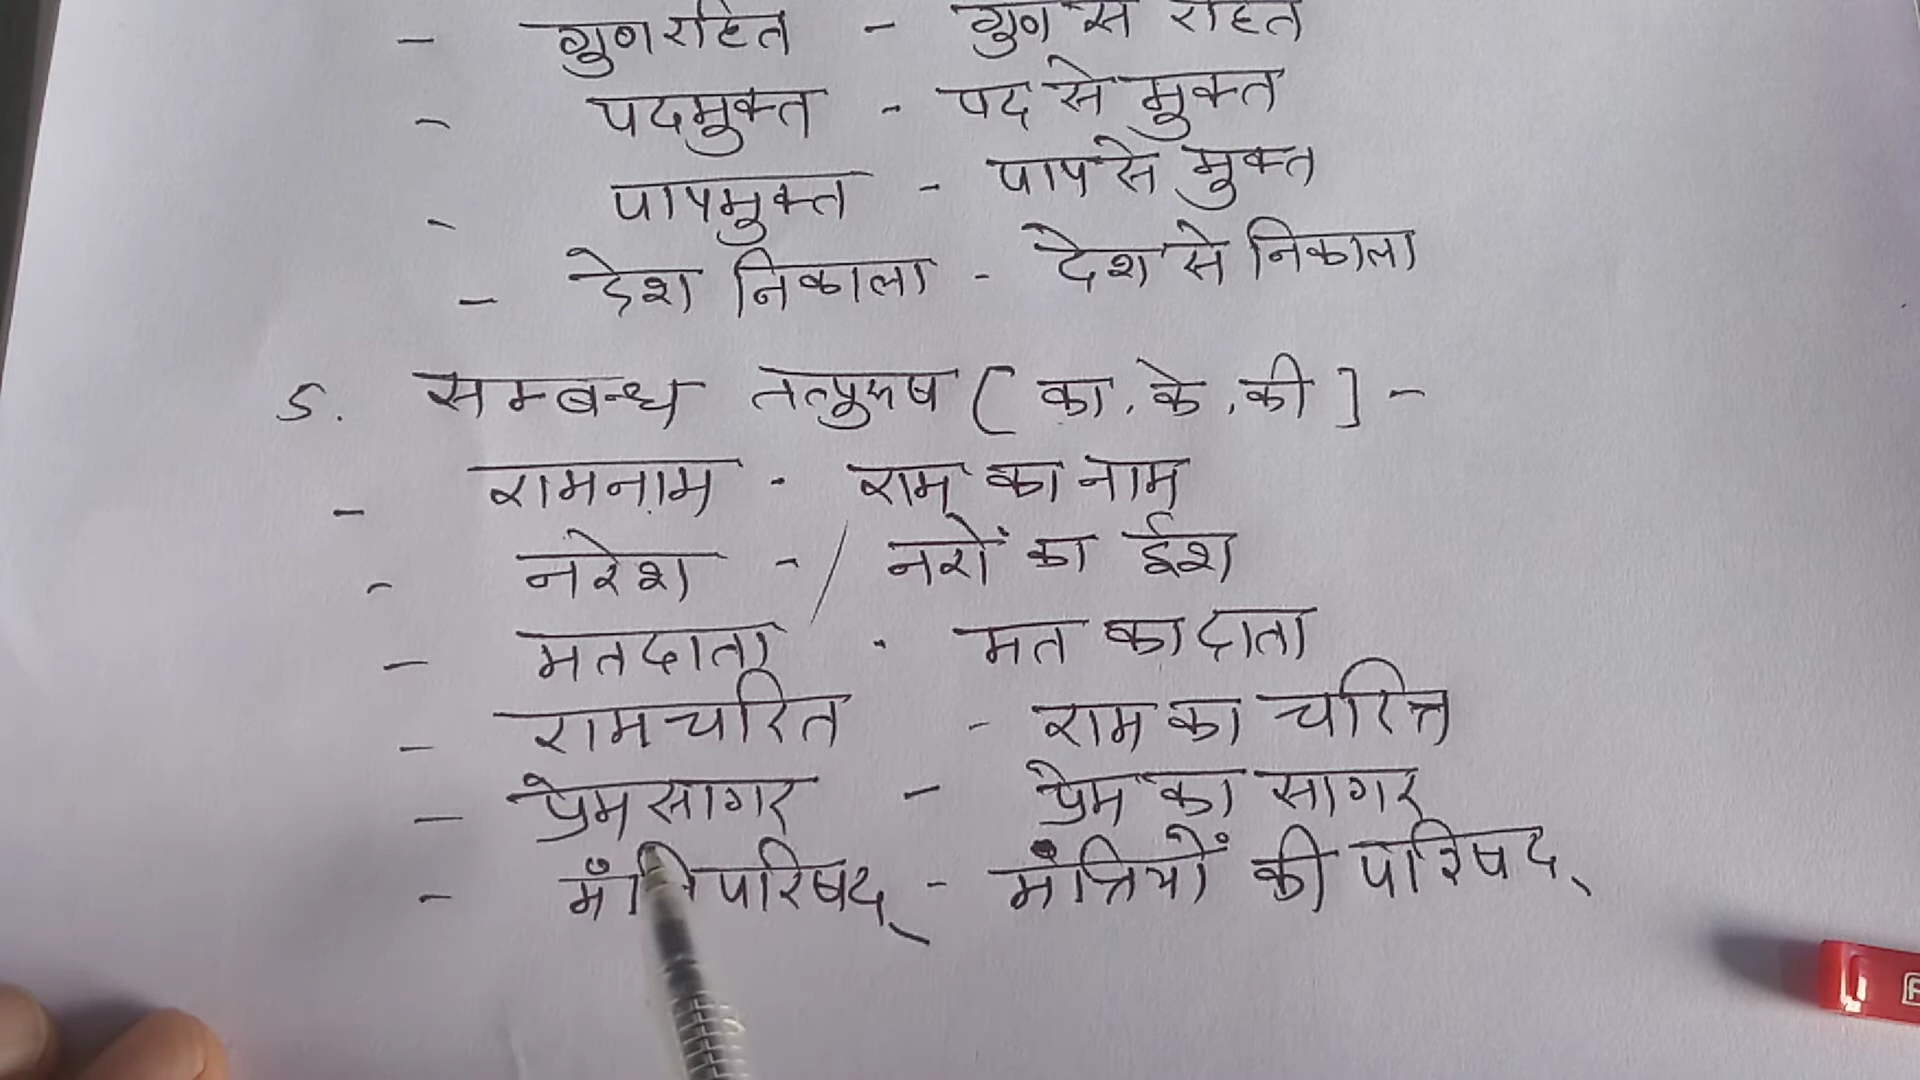 - गुणरहित - गुण से रहित
- पदमुक्त - पद से मुक्त
- पापमुक्त - पाप से मुक्त
- देश निकाला - देश से निकाला
5. सम्बन्ध तत्पुरुष [ का, के, की ] -
- रामनाम - राम का नाम
- नरेश - / नरों का ईश
- मतदाता - मत का दाता
- रामचरित - राम का चरित्र
- प्रेमसागर - प्रेम का सागर
- परिषद् - मंत्रियों की परिषद्